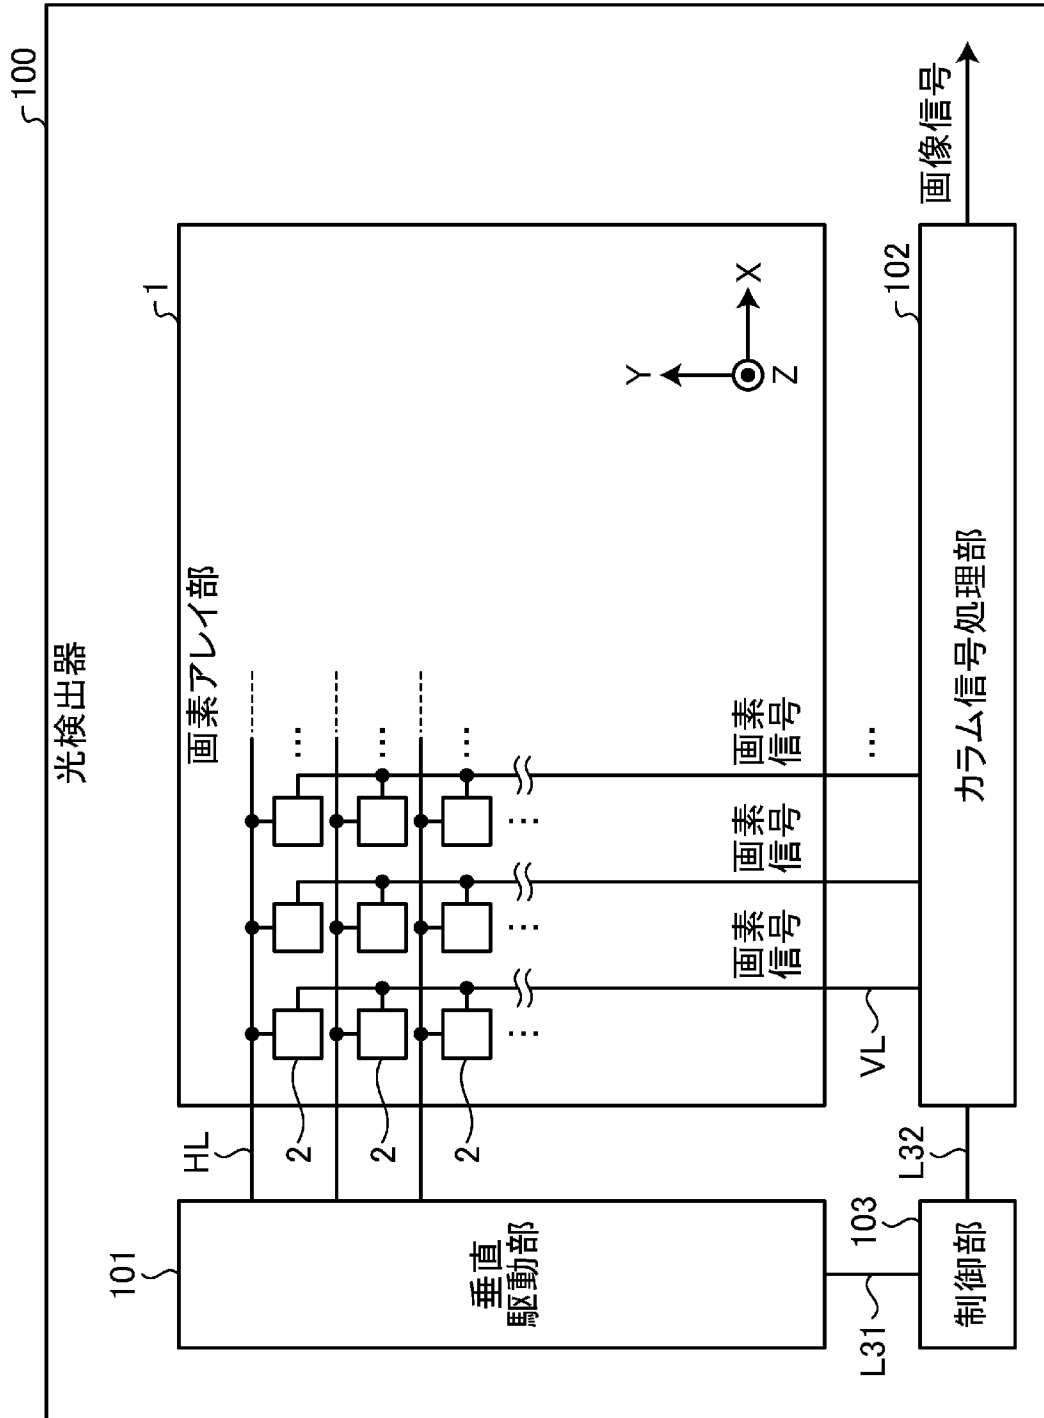 100
光検出器
1
画素アレイ部
101
垂直
駆動部
HL
2
2
2
…
…
…
…
…
…
Y
X
Z
画素
信号
画素
信号
画素
信号
…
VL
102
カラム信号処理部
画像信号
103
制御部
L31
L32